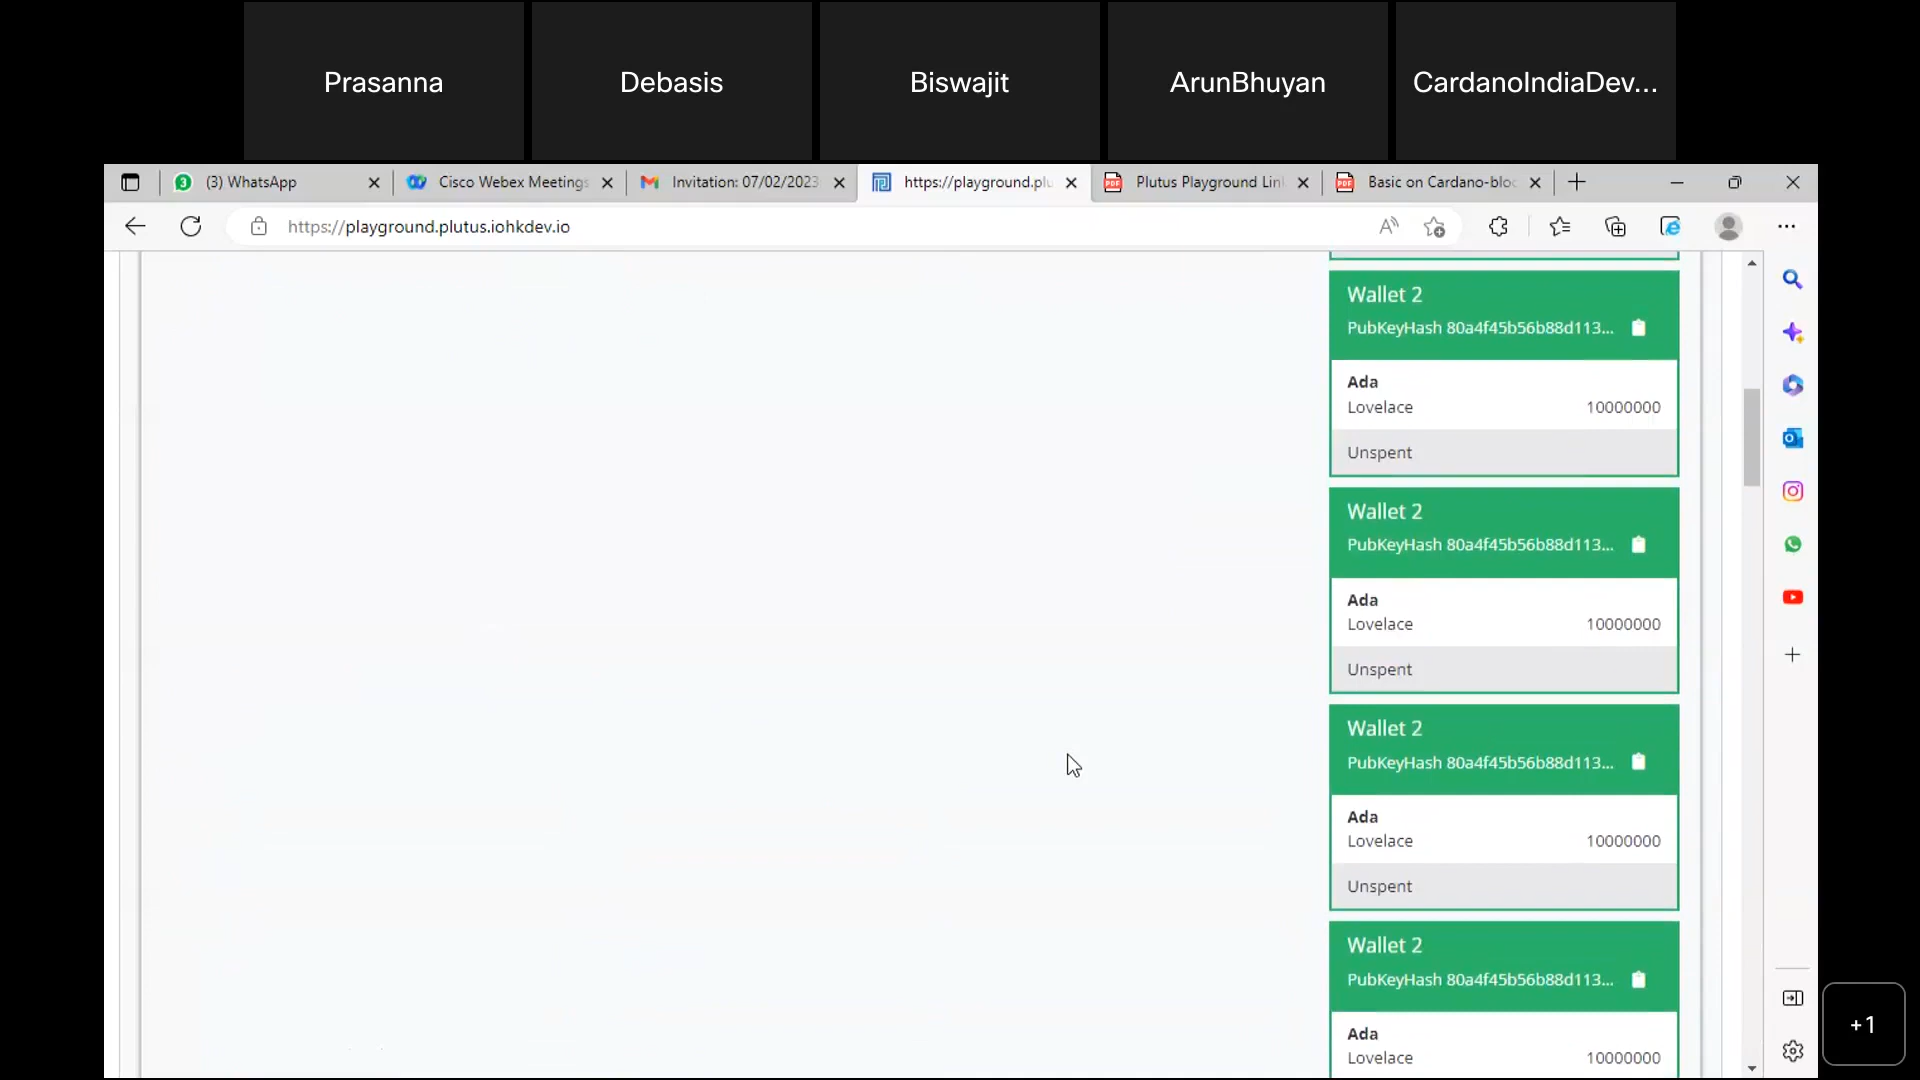 Prasanna
Debasis
Biswajit
ArunBhuyan
CardanoIndiaDev...
(3) WhatsApp
Cisco Webex Meetings
Invitation: 07/02/2023
https://playground.plu
Plutus Playground Lin
Basic on Cardano-bloc
https://playground.plutus.iohkdev.io
Wallet 2
PubKeyHash 80a4f45b56b88d113...
Ada
Lovelace 10000000
Unspent
Wallet 2
PubKeyHash 80a4f45b56b88d113...
Ada
Lovelace 10000000
Unspent
Wallet 2
PubKeyHash 80a4f45b56b88d113...
Ada
Lovelace 10000000
Unspent
Wallet 2
PubKeyHash 80a4f45b56b88d113...
Ada
Lovelace 10000000
+1